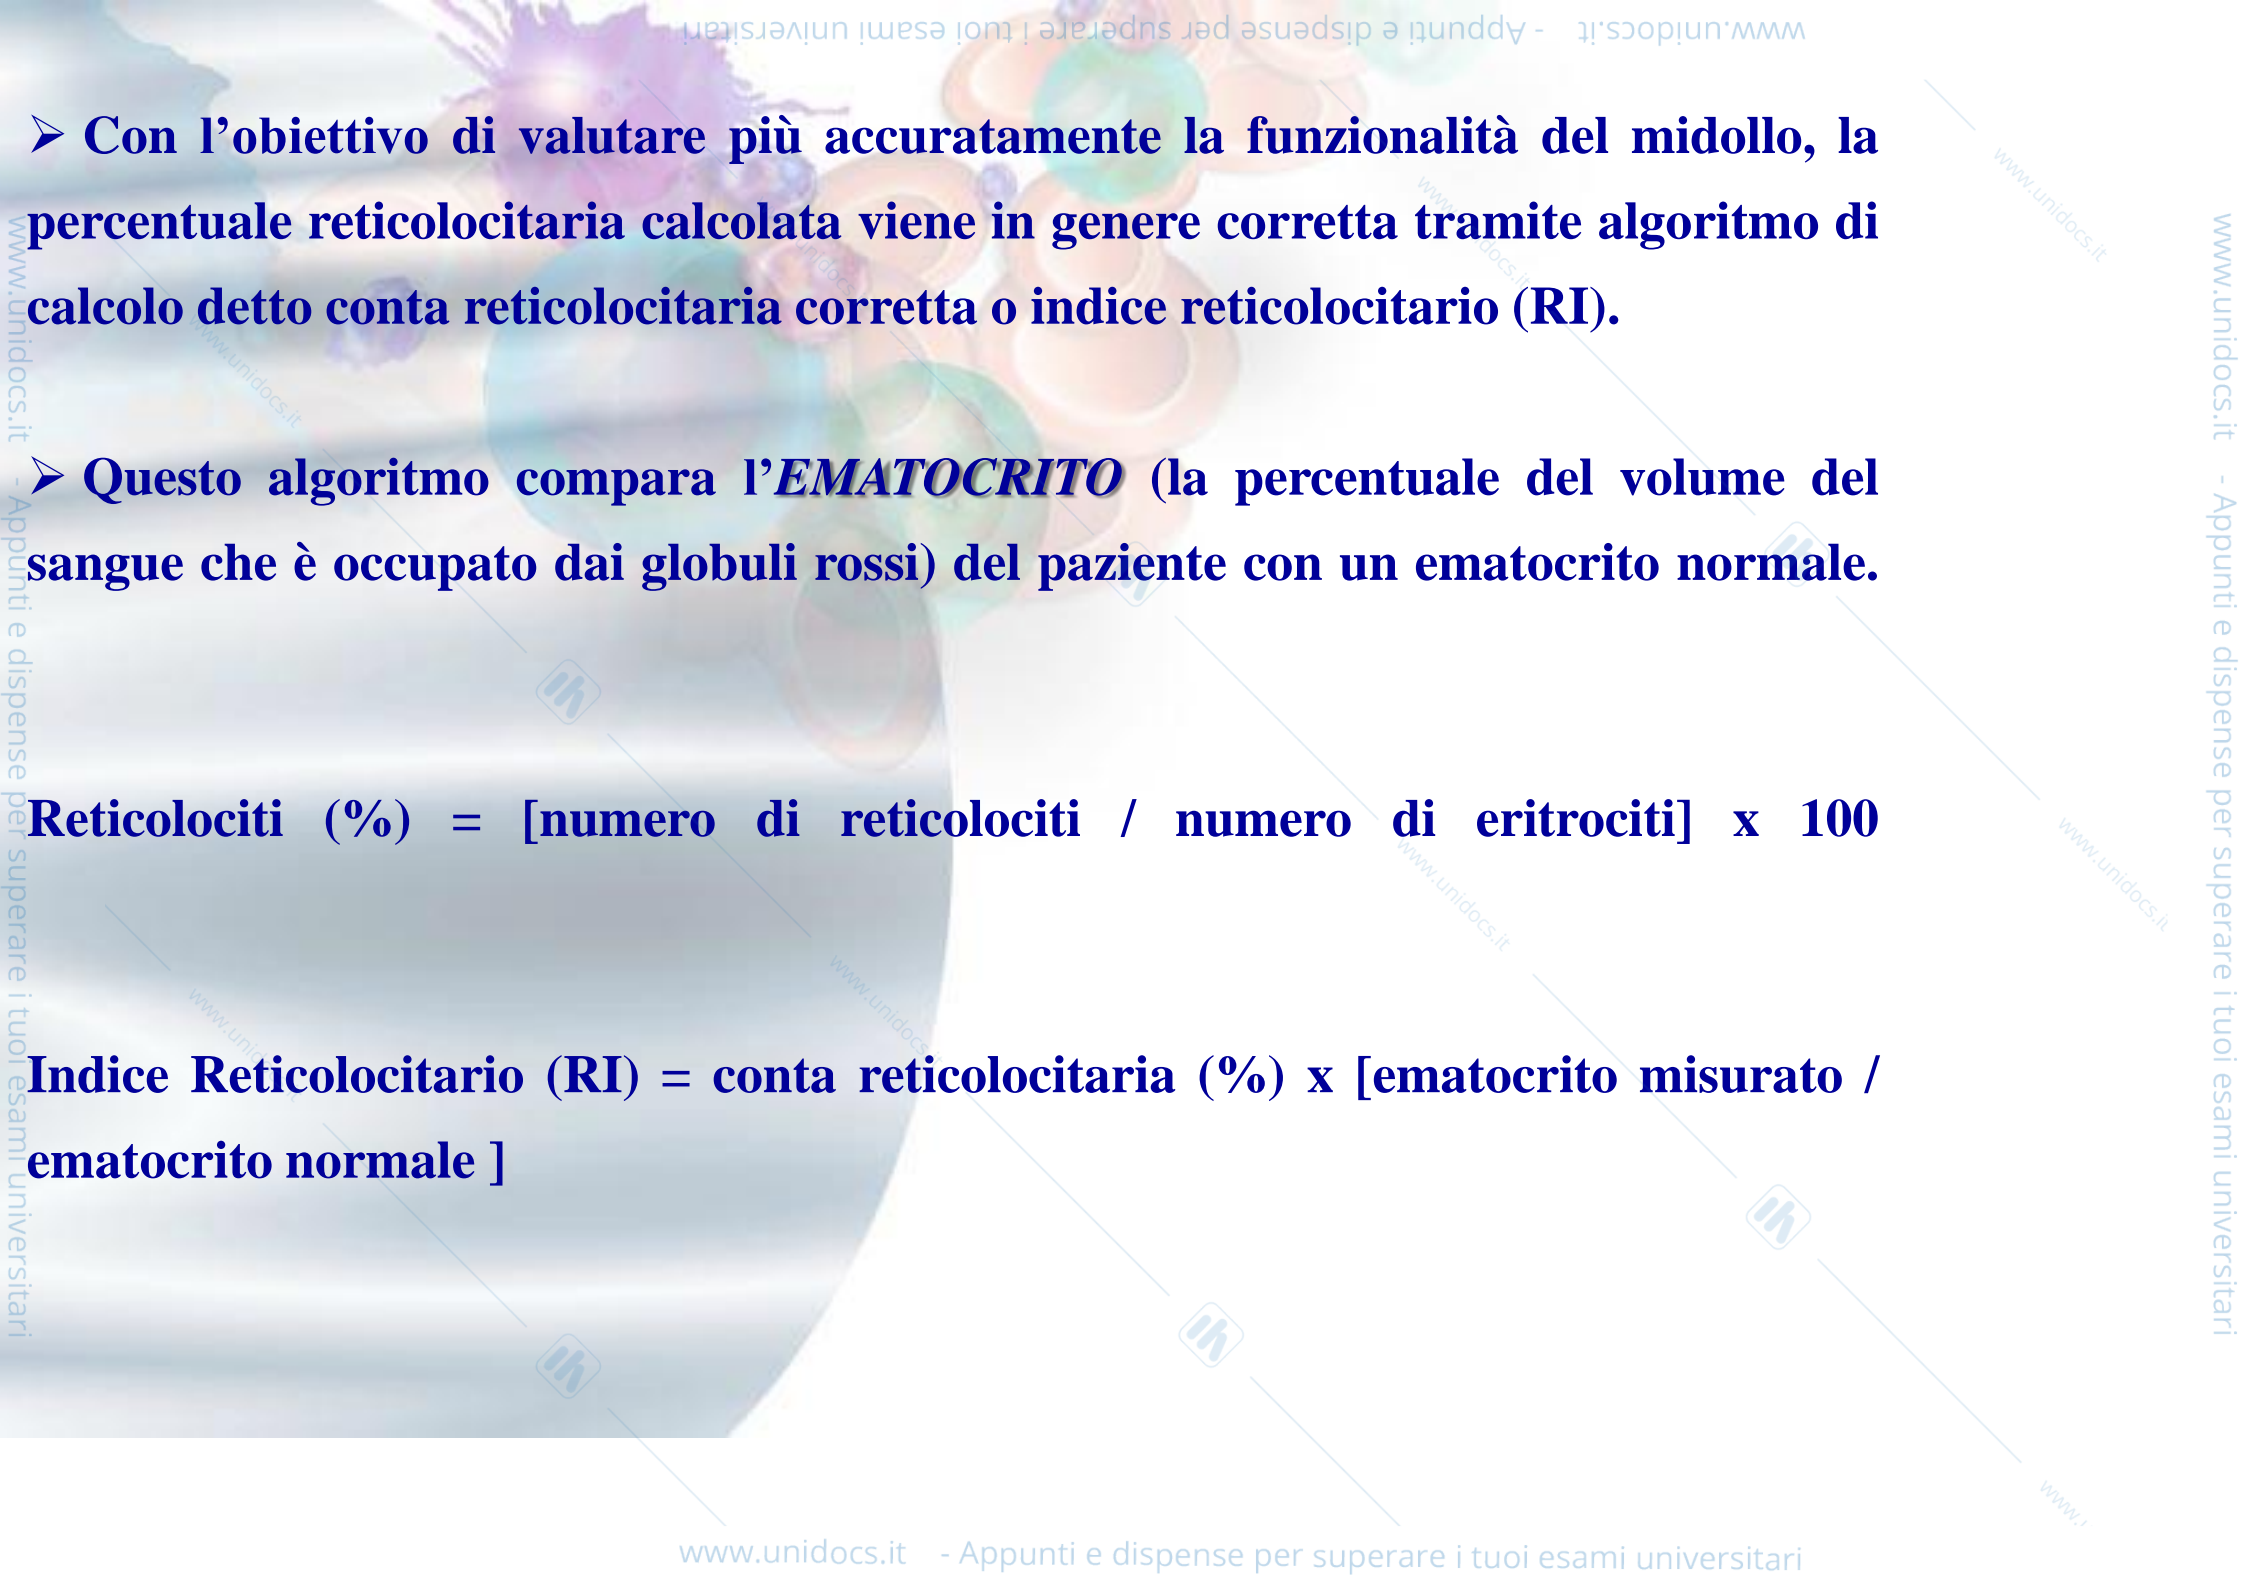 www.unidocs.it - Appunti e dispense per superare i tuoi esami universitari
➢ Con l’obiettivo di valutare più accuratamente la funzionalità del midollo, la
percentuale reticolocitaria calcolata viene in genere corretta tramite algoritmo di
calcolo detto conta reticolocitaria corretta o indice reticolocitario (RI).
➢ Questo algoritmo compara l’EMATOCRITO (la percentuale del volume del
sangue che è occupato dai globuli rossi) del paziente con un ematocrito normale.
Reticolociti (%) = [numero di reticolociti / numero di eritrociti] x 100
Indice Reticolocitario (RI) = conta reticolocitaria (%) x [ematocrito misurato /
ematocrito normale ]
www.unidocs.it - Appunti e dispense per superare i tuoi esami universitari
www.unidocs.it - Appunti e dispense per superare i tuoi esami universitari
www.unidocs.it - Appunti e dispense per superare i tuoi esami universitari